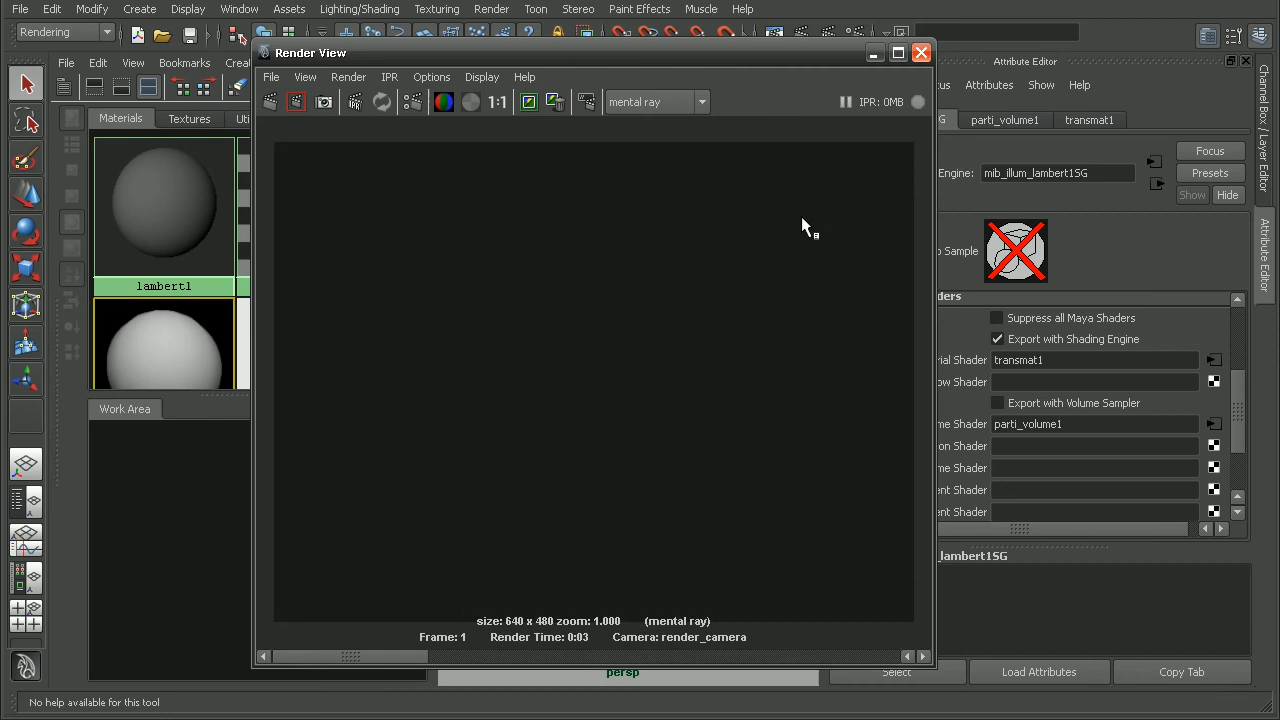 File Edit Modify Create Display Window Assets Lighting/Shading Texturing Render Toon Stereo Paint Effects Muscle Help
Rendering
Render View
File Edit View Bookmarks Crea
File View Render IPR Options Display Help
Attribute Editor
cus Attributes Show Help
1:1 mental ray IPR: 0MB
Materials Textures Uti
G parti_volume1 transmat1
Focus
Engine: mib_illum_lambert1SG Presets
Show Hide
o Sample
lambert1
ders
Suppress all Maya Shaders
Export with Shading Engine
rial Shader transmat1
ow Shader
Export with Volume Sampler
me Shader parti_volume1
on Shader
me Shader
ent Shader
ent Shader
Work Area
_lambert1SG
size: 640 x 480 zoom: 1.000 (mental ray)
Frame: 1 Render Time: 0:03 Camera: render_camera
persp
Select Load Attributes Copy Tab
No help available for this tool
Channel Box / Layer Editor
Attribute Editor